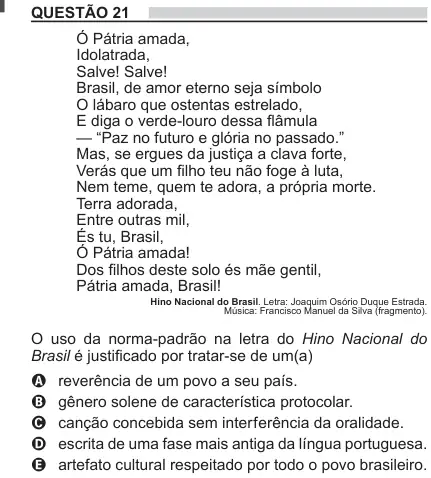 QUESTÃO 21
Ó Pátria amada,
Idolatrada,
Salve! Salve!
Brasil, de amor eterno seja símbolo
O lábaro que ostentas estrelado,
E diga o verde-louro dessa flâmula
— “Paz no futuro e glória no passado.”
Mas, se ergues da justiça a clava forte,
Verás que um filho teu não foge à luta,
Nem teme, quem te adora, a própria morte.
Terra adorada,
Entre outras mil,
És tu, Brasil,
Ó Pátria amada!
Dos filhos deste solo és mãe gentil,
Pátria amada, Brasil!
Hino Nacional do Brasil. Letra: Joaquim Osório Duque Estrada.
Música: Francisco Manuel da Silva (fragmento).
O uso da norma-padrão na letra do Hino Nacional do
Brasil é justificado por tratar-se de um(a)
A reverência de um povo a seu país.
B gênero solene de característica protocolar.
C canção concebida sem interferência da oralidade.
D escrita de uma fase mais antiga da língua portuguesa.
E artefato cultural respeitado por todo o povo brasileiro.